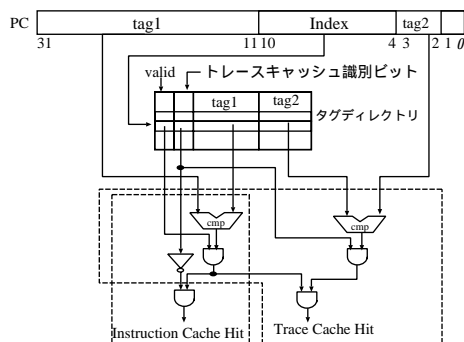 PC tag1 Index tag2
31 11 10 4 3 2 1 0
valid トレースキャッシュ識別ビット
tag1 tag2
タグディレクトリ
cmp cmp
Instruction Cache Hit Trace Cache Hit